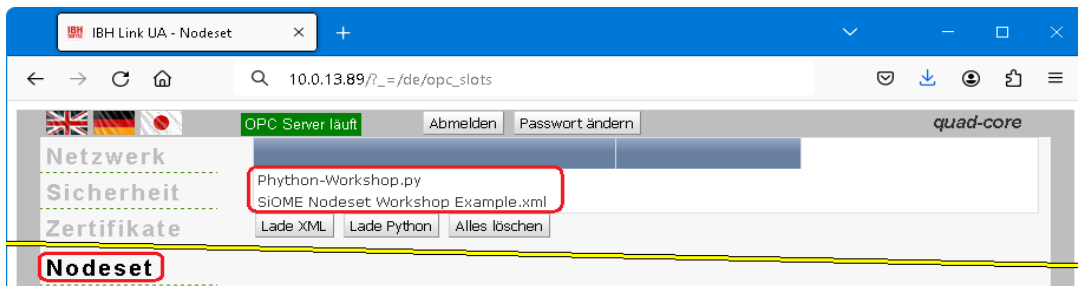 IBH Link UA - Nodeset
10.0.13.89/?_=/de/opc_slots
OPC Server läuft Abmelden Passwort ändern quad-core
Netzwerk
Phython-Workshop.py
Sicherheit
SiOME Nodeset Workshop Example.xml
Zertifikate
Lade XML Lade Python Alles löschen
Nodeset